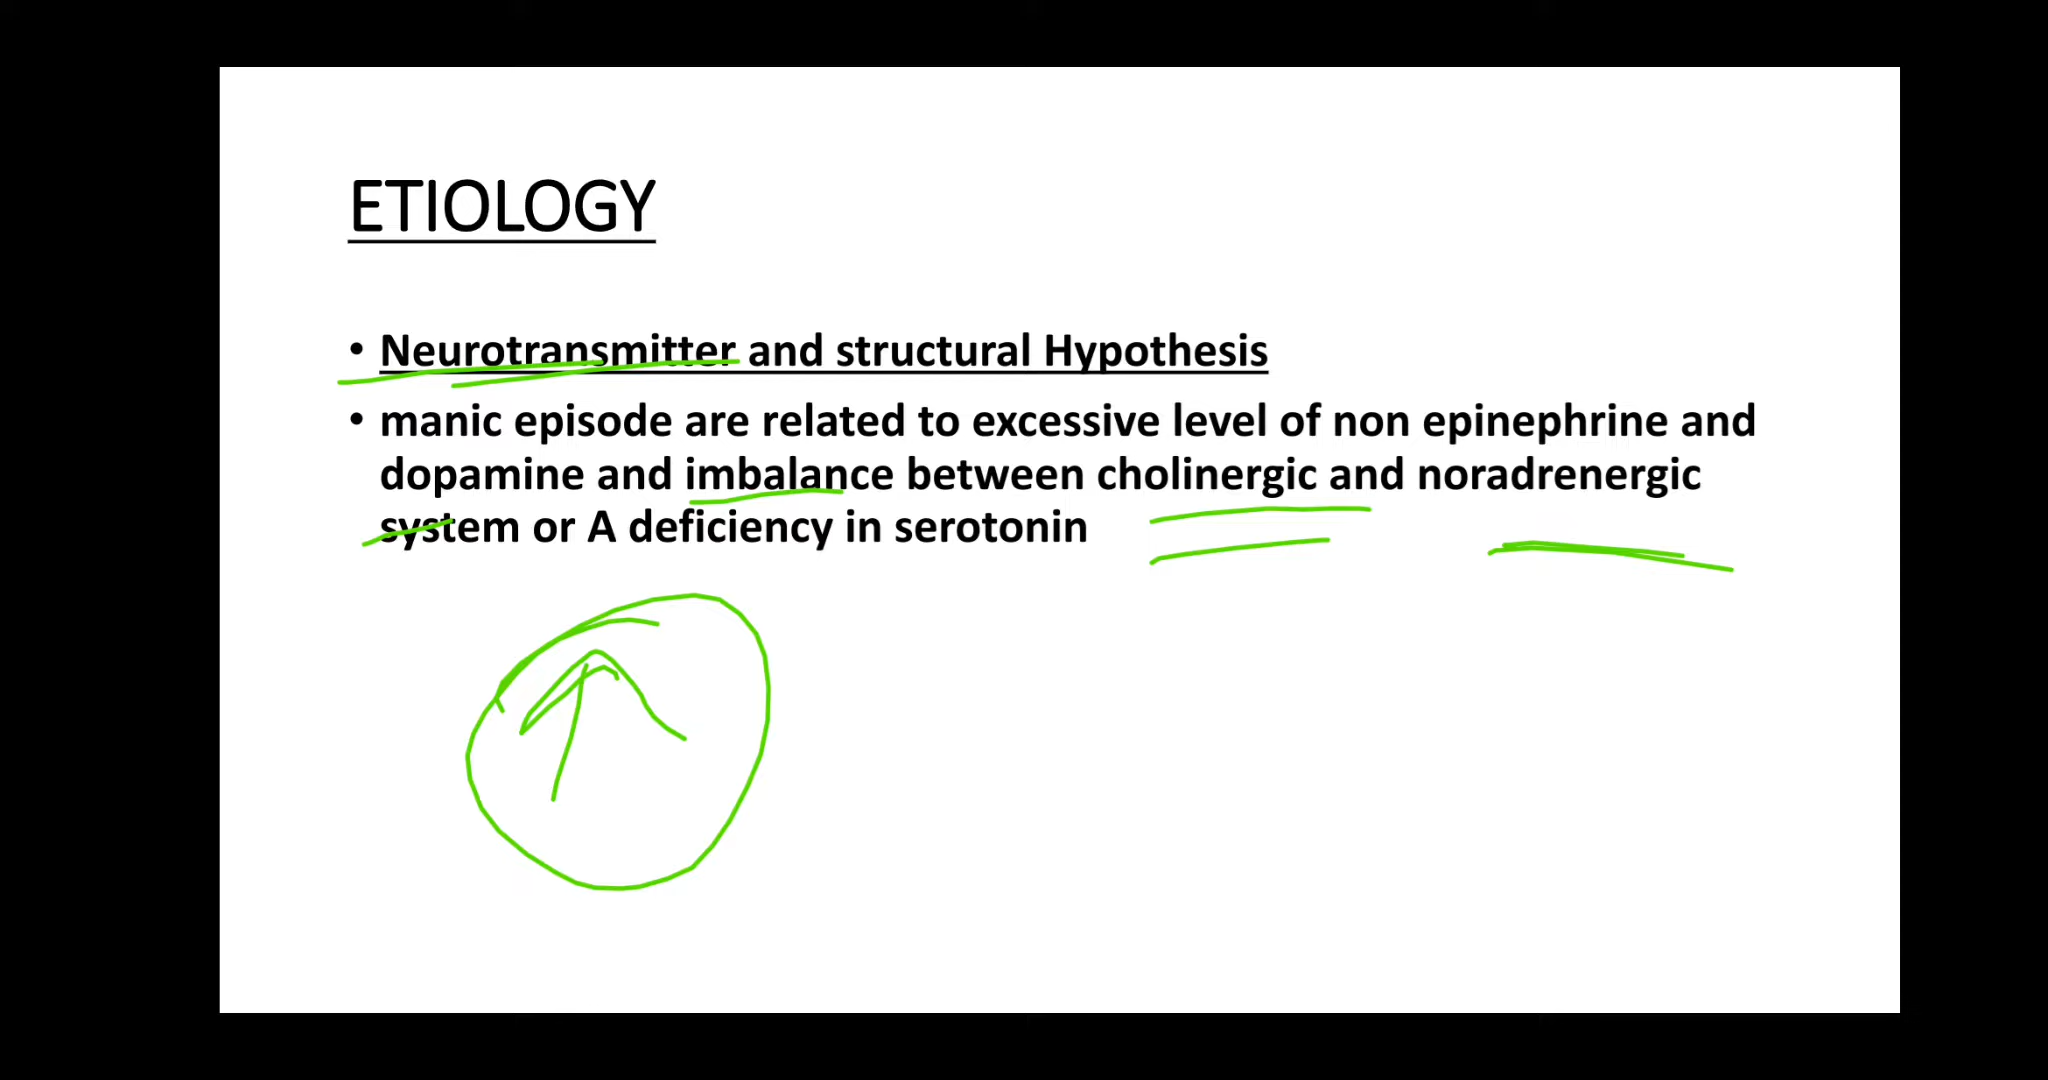 ETIOLOGY
• Neurotransmitter and structural Hypothesis
• manic episode are related to excessive level of non epinephrine and
dopamine and imbalance between cholinergic and noradrenergic
system or A deficiency in serotonin